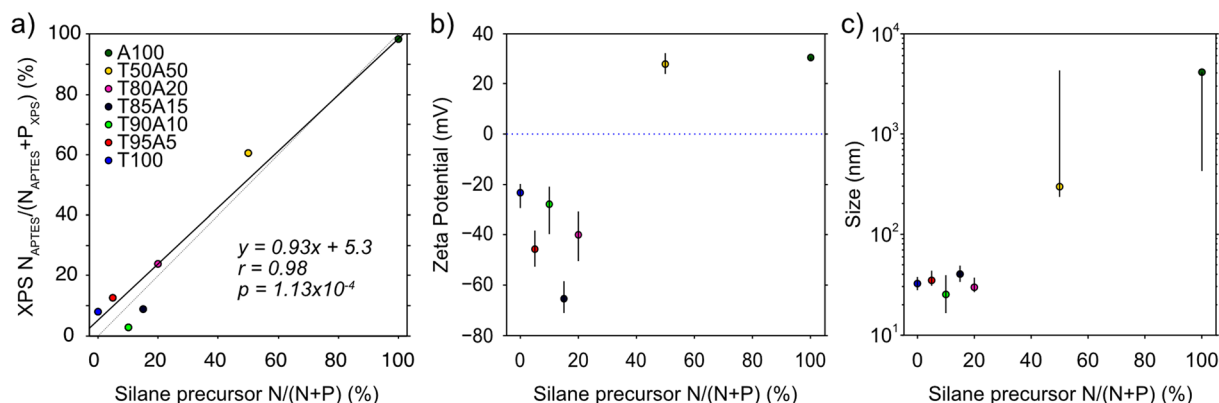 a)
XPS N_APTES/(N_APTES+P_XPS) (%)
100
80
60
40
20
0
A100
T50A50
T80A20
T85A15
T90A10
T95A5
T100
y = 0.93x + 5.3
r = 0.98
p = 1.13x10^-4
0 20 40 60 80 100
Silane precursor N/(N+P) (%)
b)
Zeta Potential (mV)
40
20
0
−20
−40
−60
−80
0 20 40 60 80 100
Silane precursor N/(N+P) (%)
c)
Size (nm)
10^4
10^3
10^2
10^1
0 20 40 60 80 100
Silane precursor N/(N+P) (%)